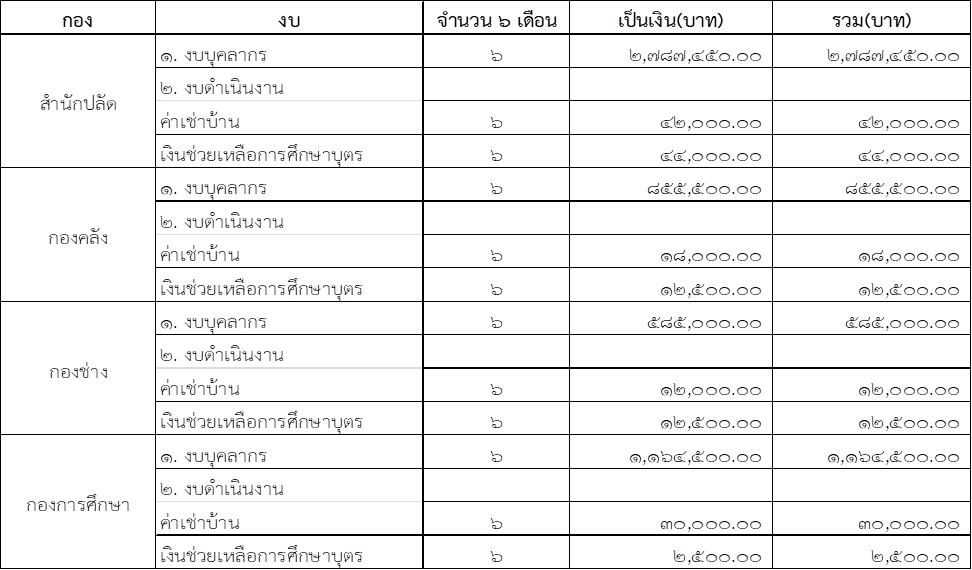 กอง งบ จำนวน ๖ เดือน เป็นเงิน(บาท) รวม(บาท)
สำนักปลัด
๑. งบบุคลากร ๖ ๒,๗๘๗,๔๕๐.๐๐ ๒,๗๘๗,๔๕๐.๐๐
๒. งบดำเนินงาน
ค่าเช่าบ้าน ๖ ๔๒,๐๐๐.๐๐ ๔๒,๐๐๐.๐๐
เงินช่วยเหลือการศึกษาบุตร ๖ ๔๔,๐๐๐.๐๐ ๔๔,๐๐๐.๐๐
กองคลัง
๑. งบบุคลากร ๖ ๘๕๕,๕๐๐.๐๐ ๘๕๕,๕๐๐.๐๐
๒. งบดำเนินงาน
ค่าเช่าบ้าน ๖ ๑๘,๐๐๐.๐๐ ๑๘,๐๐๐.๐๐
เงินช่วยเหลือการศึกษาบุตร ๖ ๑๒,๕๐๐.๐๐ ๑๒,๕๐๐.๐๐
กองช่าง
๑. งบบุคลากร ๖ ๕๘๕,๐๐๐.๐๐ ๕๘๕,๐๐๐.๐๐
๒. งบดำเนินงาน
ค่าเช่าบ้าน ๖ ๑๒,๐๐๐.๐๐ ๑๒,๐๐๐.๐๐
เงินช่วยเหลือการศึกษาบุตร ๖ ๑๒,๕๐๐.๐๐ ๑๒,๕๐๐.๐๐
กองการศึกษา
๑. งบบุคลากร ๖ ๑,๑๖๔,๕๐๐.๐๐ ๑,๑๖๔,๕๐๐.๐๐
๒. งบดำเนินงาน
ค่าเช่าบ้าน ๖ ๓๐,๐๐๐.๐๐ ๓๐,๐๐๐.๐๐
เงินช่วยเหลือการศึกษาบุตร ๖ ๒,๕๐๐.๐๐ ๒,๕๐๐.๐๐